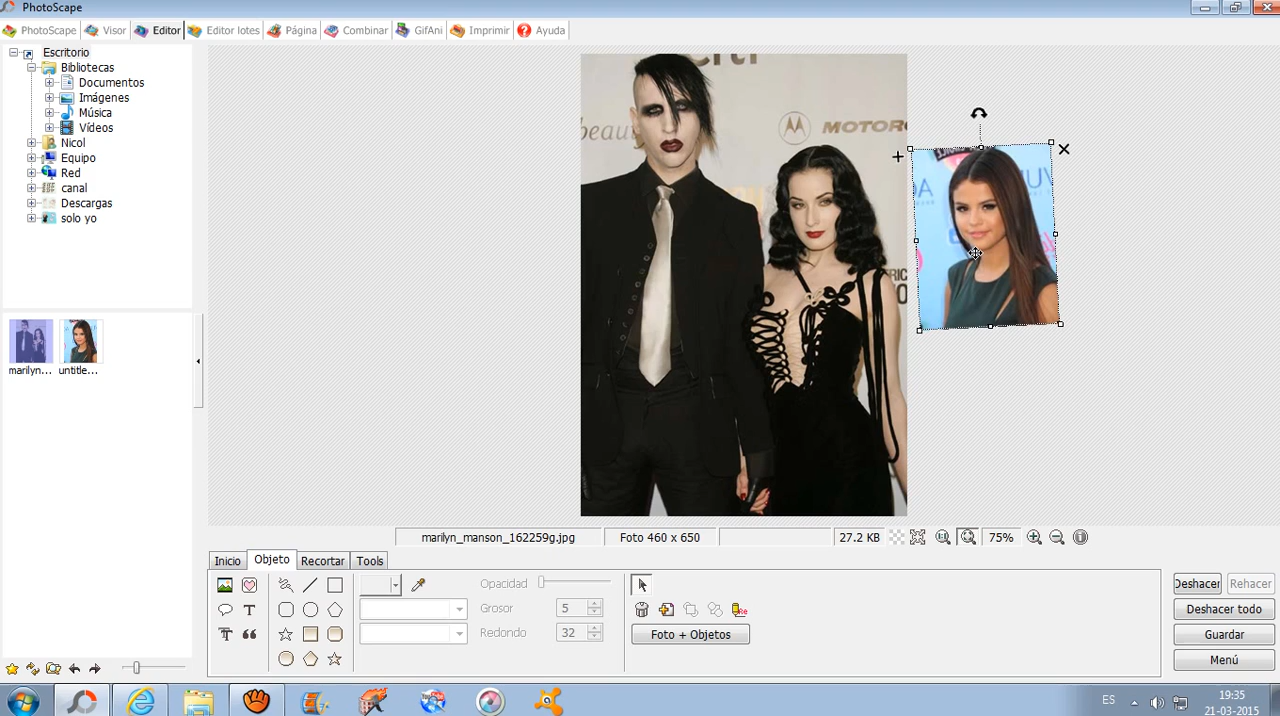 PhotoScape
PhotoScape Visor Editor Editor lotes Página Combinar GifAni Imprimir Ayuda
Escritorio
Bibliotecas
Documentos
Imágenes
Música
Vídeos
Nicol
Equipo
Red
canal
Descargas
solo yo
marilyn... untitle...
beau
MOTOR
marilyn_manson_162259g.jpg Foto 460 x 650 27.2 KB 75%
Inicio Objeto Recortar Tools
Opacidad
Grosor 5
Redondo 32
Foto + Objetos
Deshacer Rehacer
Deshacer todo
Guardar
Menú
ES 19:35
21-03-2015